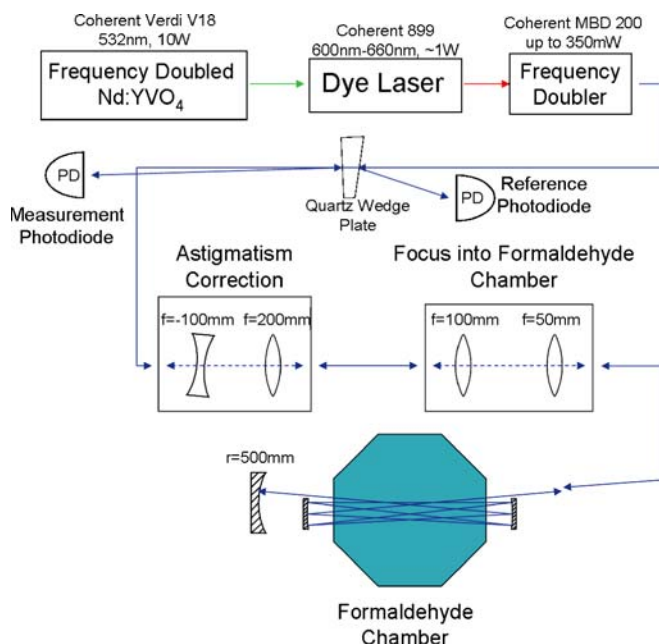 Coherent Verdi V18
532nm, 10W
Frequency Doubled
Nd:YVO₄
Coherent 899
600nm-660nm, ~1W
Dye Laser
Coherent MBD 200
up to 350mW
Frequency
Doubler
PD
Measurement
Photodiode
Quartz Wedge
Plate
PD
Reference
Photodiode
Astigmatism
Correction
f=-100mm
f=200mm
Focus into Formaldehyde
Chamber
f=100mm
f=50mm
r=500mm
Formaldehyde
Chamber